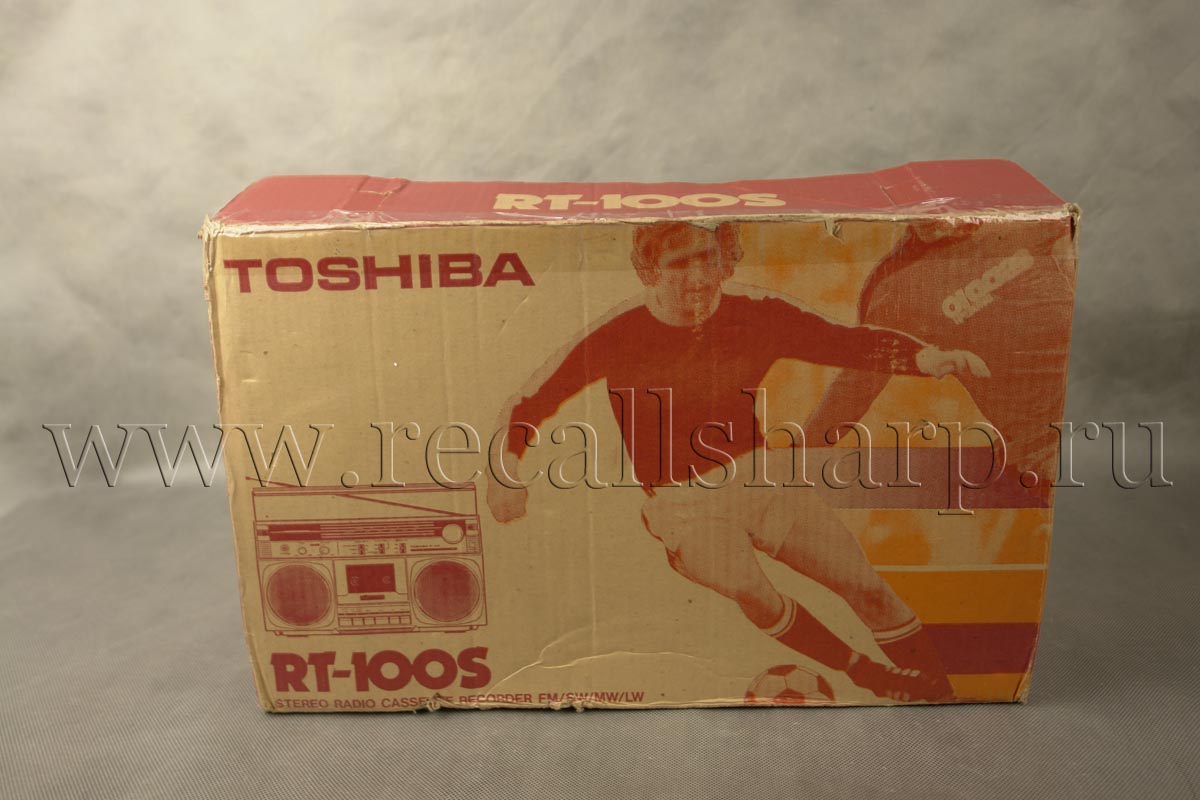 RT-100S
TOSHIBA
www.recallsharp.ru
RT-100S
STEREO RADIO CASSETTE RECORDER FM/SW/MW/LW